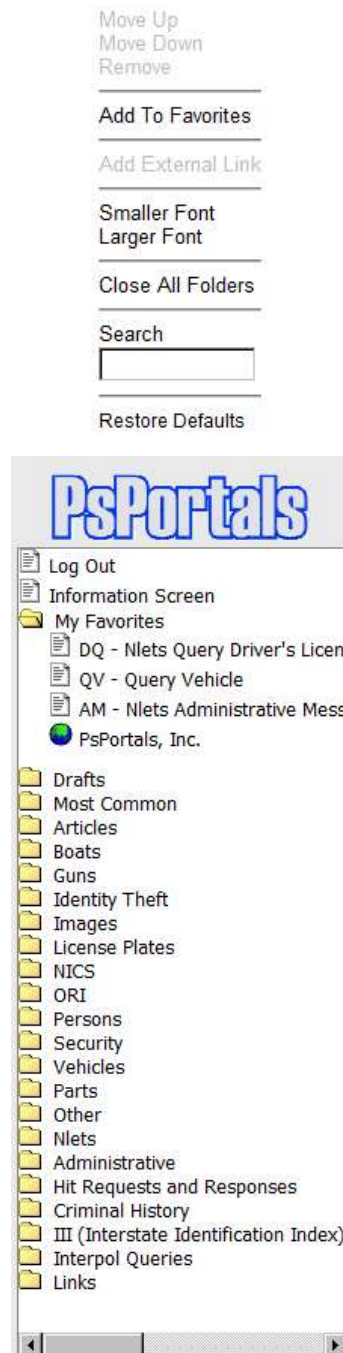 Move Up
Move Down
Remove
Add To Favorites
Add External Link
Smaller Font
Larger Font
Close All Folders
Search
Restore Defaults
PsPortals
Log Out
Information Screen
My Favorites
DQ - Nlets Query Driver's Licen
QV - Query Vehicle
AM - Nlets Administrative Mess
PsPortals, Inc.
Drafts
Most Common
Articles
Boats
Guns
Identity Theft
Images
License Plates
NICS
ORI
Persons
Security
Vehicles
Parts
Other
Nlets
Administrative
Hit Requests and Responses
Criminal History
III (Interstate Identification Index)
Interpol Queries
Links